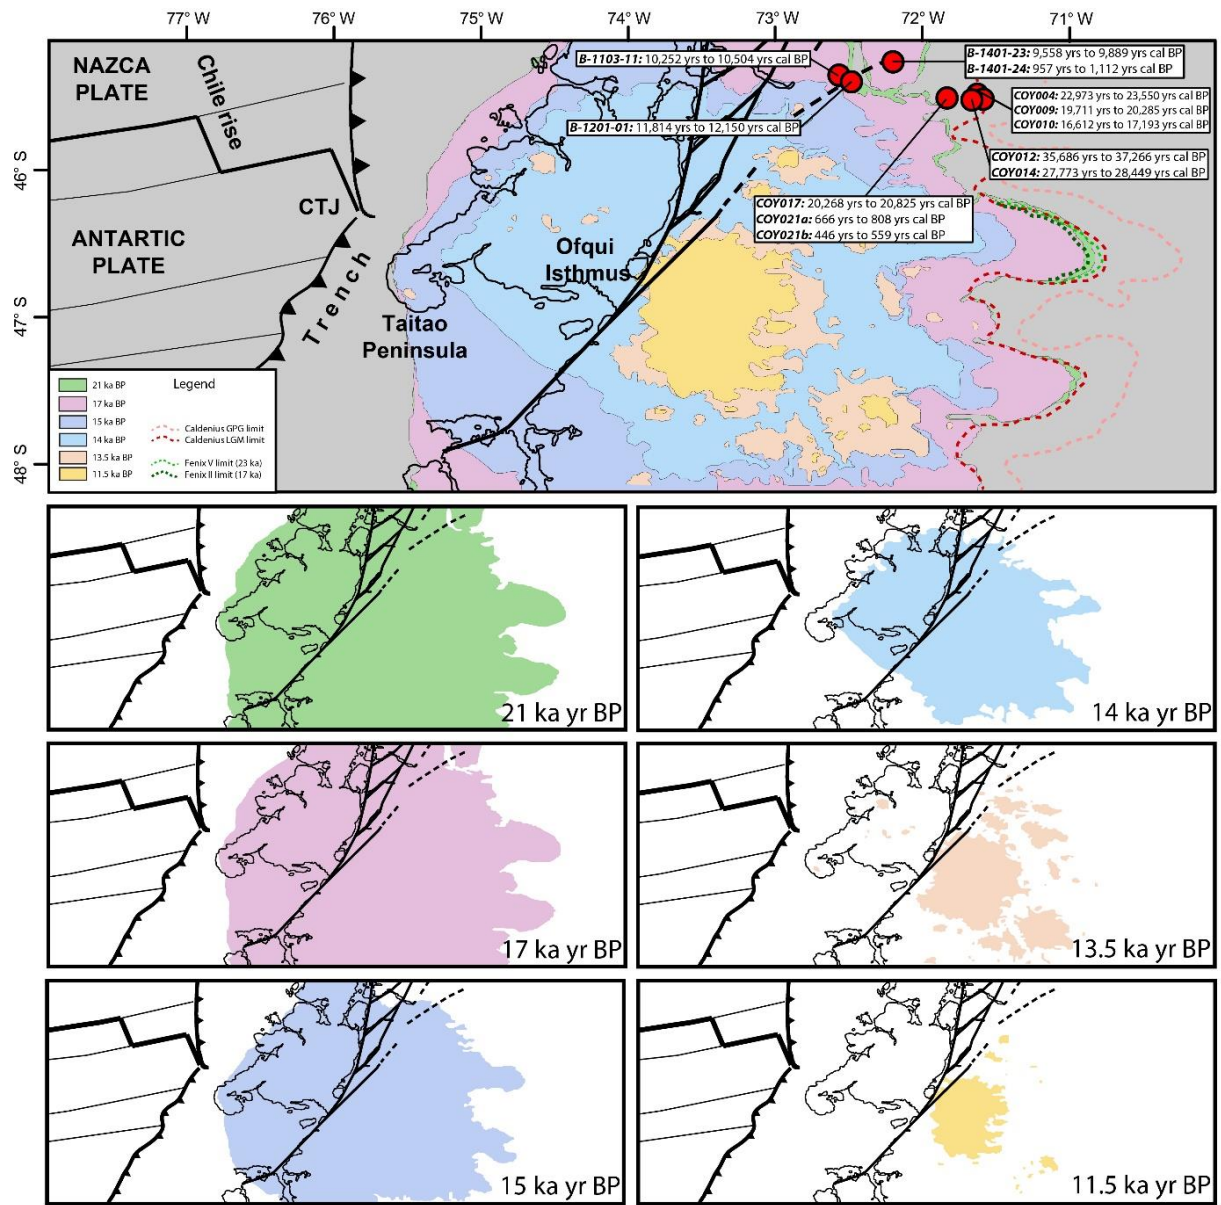 77° W
76° W
75° W
74° W
73° W
72° W
71° W
46° S
47° S
48° S
NAZCA
PLATE
Chile rise
CTJ
ANTARTIC
PLATE
Trench
Taitao
Peninsula
Ofqui
Isthmus
B-1103-11: 10,252 yrs to 10,504 yrs cal BP
B-1401-23: 9,558 yrs to 9,889 yrs cal BP
B-1401-24: 957 yrs to 1,112 yrs cal BP
B-1201-01: 11,814 yrs to 12,150 yrs cal BP
COY004: 22,973 yrs to 23,550 yrs cal BP
COY009: 19,711 yrs to 20,285 yrs cal BP
COY010: 16,612 yrs to 17,193 yrs cal BP
COY012: 35,686 yrs to 37,266 yrs cal BP
COY014: 27,773 yrs to 28,449 yrs cal BP
COY017: 20,268 yrs to 20,825 yrs cal BP
COY021a: 666 yrs to 808 yrs cal BP
COY021b: 446 yrs to 559 yrs cal BP
Legend
21 ka BP
17 ka BP
15 ka BP
14 ka BP
13.5 ka BP
11.5 ka BP
Caldenius GPG limit
Caldenius LGM limit
Fenix V limit (23 ka)
Fenix II limit (17 ka)
21 ka yr BP
14 ka yr BP
17 ka yr BP
13.5 ka yr BP
15 ka yr BP
11.5 ka yr BP